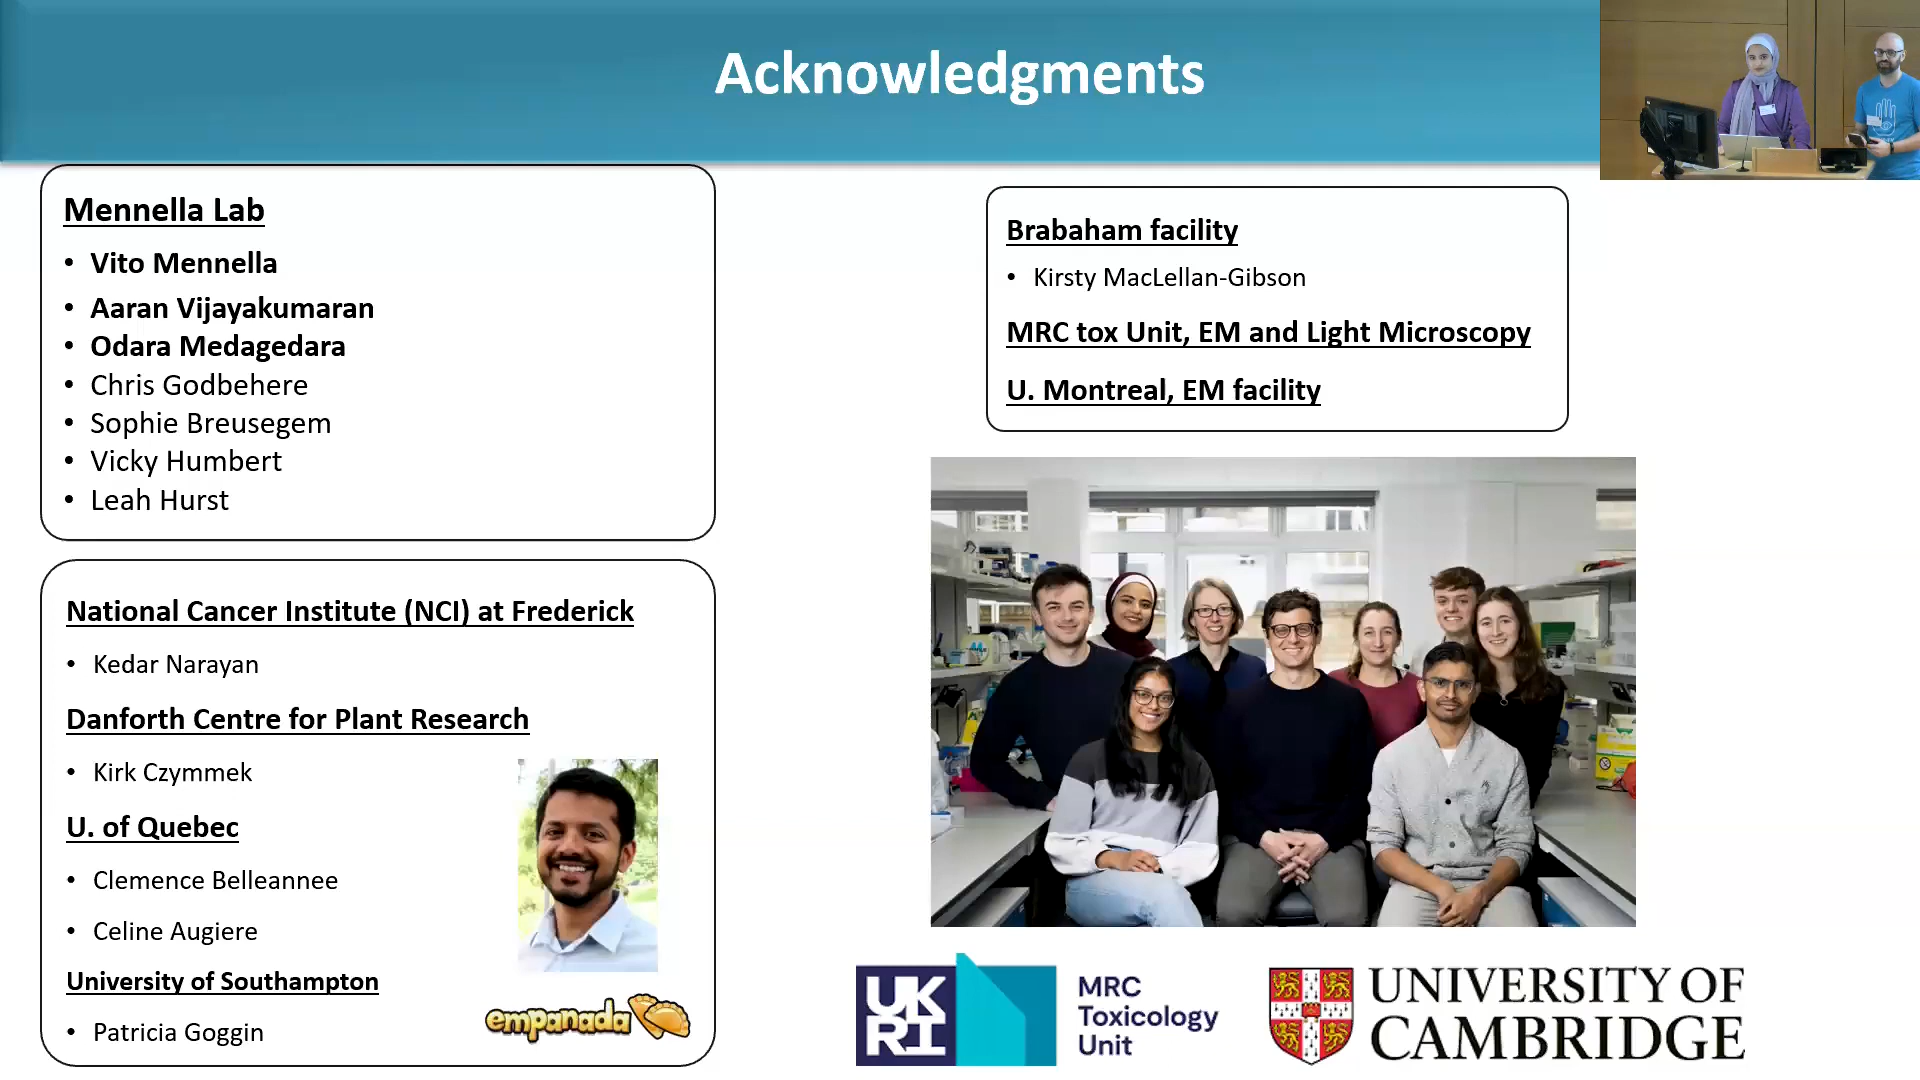 Acknowledgments
Mennella Lab
• Vito Mennella
• Aaran Vijayakumaran
• Odara Medagedara
• Chris Godbehere
• Sophie Breusegem
• Vicky Humbert
• Leah Hurst
National Cancer Institute (NCI) at Frederick
• Kedar Narayan
Danforth Centre for Plant Research
• Kirk Czymmek
U. of Quebec
• Clemence Belleannee
• Celine Augiere
University of Southampton
• Patricia Goggin
empanada
Brabaham facility
• Kirsty MacLellan-Gibson
MRC tox Unit, EM and Light Microscopy
U. Montreal, EM facility
UK
RI
MRC
Toxicology
Unit
UNIVERSITY OF
CAMBRIDGE